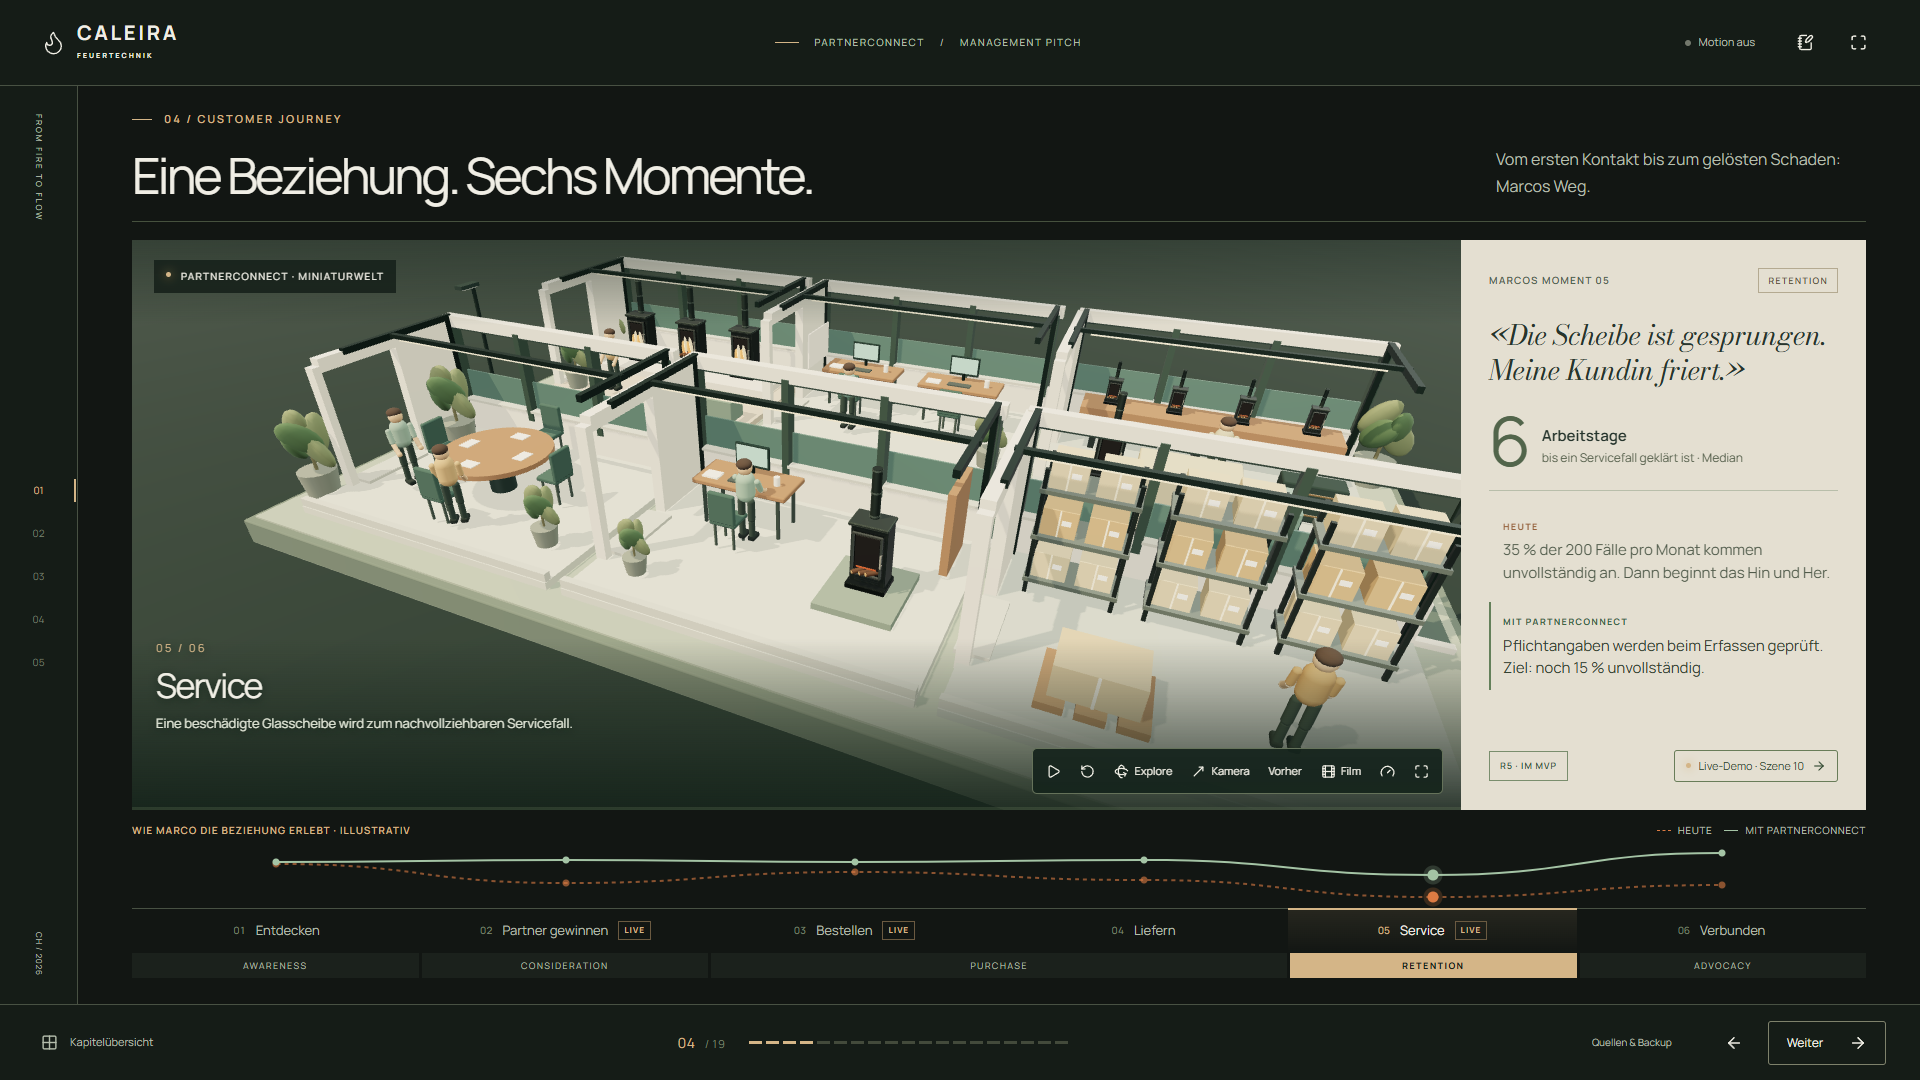 CALEIRA
FEUERTECHNIK
PARTNERCONNECT / MANAGEMENT PITCH
Motion aus
FROM FIRE TO FLOW
01
02
03
04
05
CH / 2026
04 / CUSTOMER JOURNEY
Eine Beziehung. Sechs Momente.
Vom ersten Kontakt bis zum gelösten Schaden:
Marcos Weg.
PARTNERCONNECT · MINIATURWELT
05 / 06
Service
Eine beschädigte Glasscheibe wird zum nachvollziehbaren Servicefall.
Explore
Kamera
Vorher
Film
MARCOS MOMENT 05
RETENTION
«Die Scheibe ist gesprungen.
Meine Kundin friert.»
6
Arbeitstage
bis ein Servicefall geklärt ist · Median
HEUTE
35 % der 200 Fälle pro Monat kommen
unvollständig an. Dann beginnt das Hin und Her.
MIT PARTNERCONNECT
Pflichtangaben werden beim Erfassen geprüft.
Ziel: noch 15 % unvollständig.
R5 · IM MVP
Live-Demo · Szene 10
WIE MARCO DIE BEZIEHUNG ERLEBT · ILLUSTRATIV
HEUTE
MIT PARTNERCONNECT
01 Entdecken
02 Partner gewinnen LIVE
03 Bestellen LIVE
04 Liefern
05 Service LIVE
06 Verbunden
AWARENESS
CONSIDERATION
PURCHASE
RETENTION
ADVOCACY
Kapitelübersicht
04 / 19
Quellen & Backup
Weiter